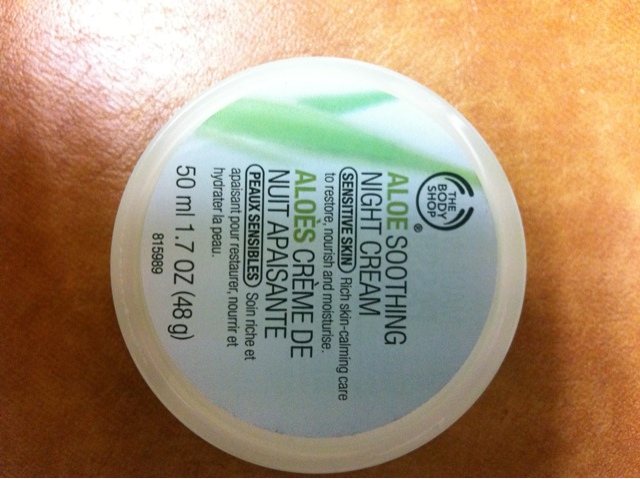 THE
BODY
SHOP®
ALOE SOOTHING
NIGHT CREAM
SENSITIVE SKIN Rich skin-calming care
to restore, nourish and moisturise.
ALOÈS CRÈME DE
NUIT APAISANTE
PEAUX SENSIBLES Soin riche et
apaisant pour restaurer, nourrir et
hydrater la peau.
50 ml 1.7 OZ (48 g)
815989